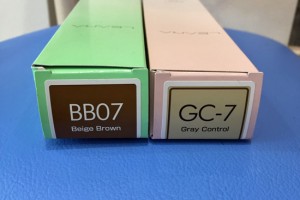 BB07
Beige Brown
GC-7
Gray Control